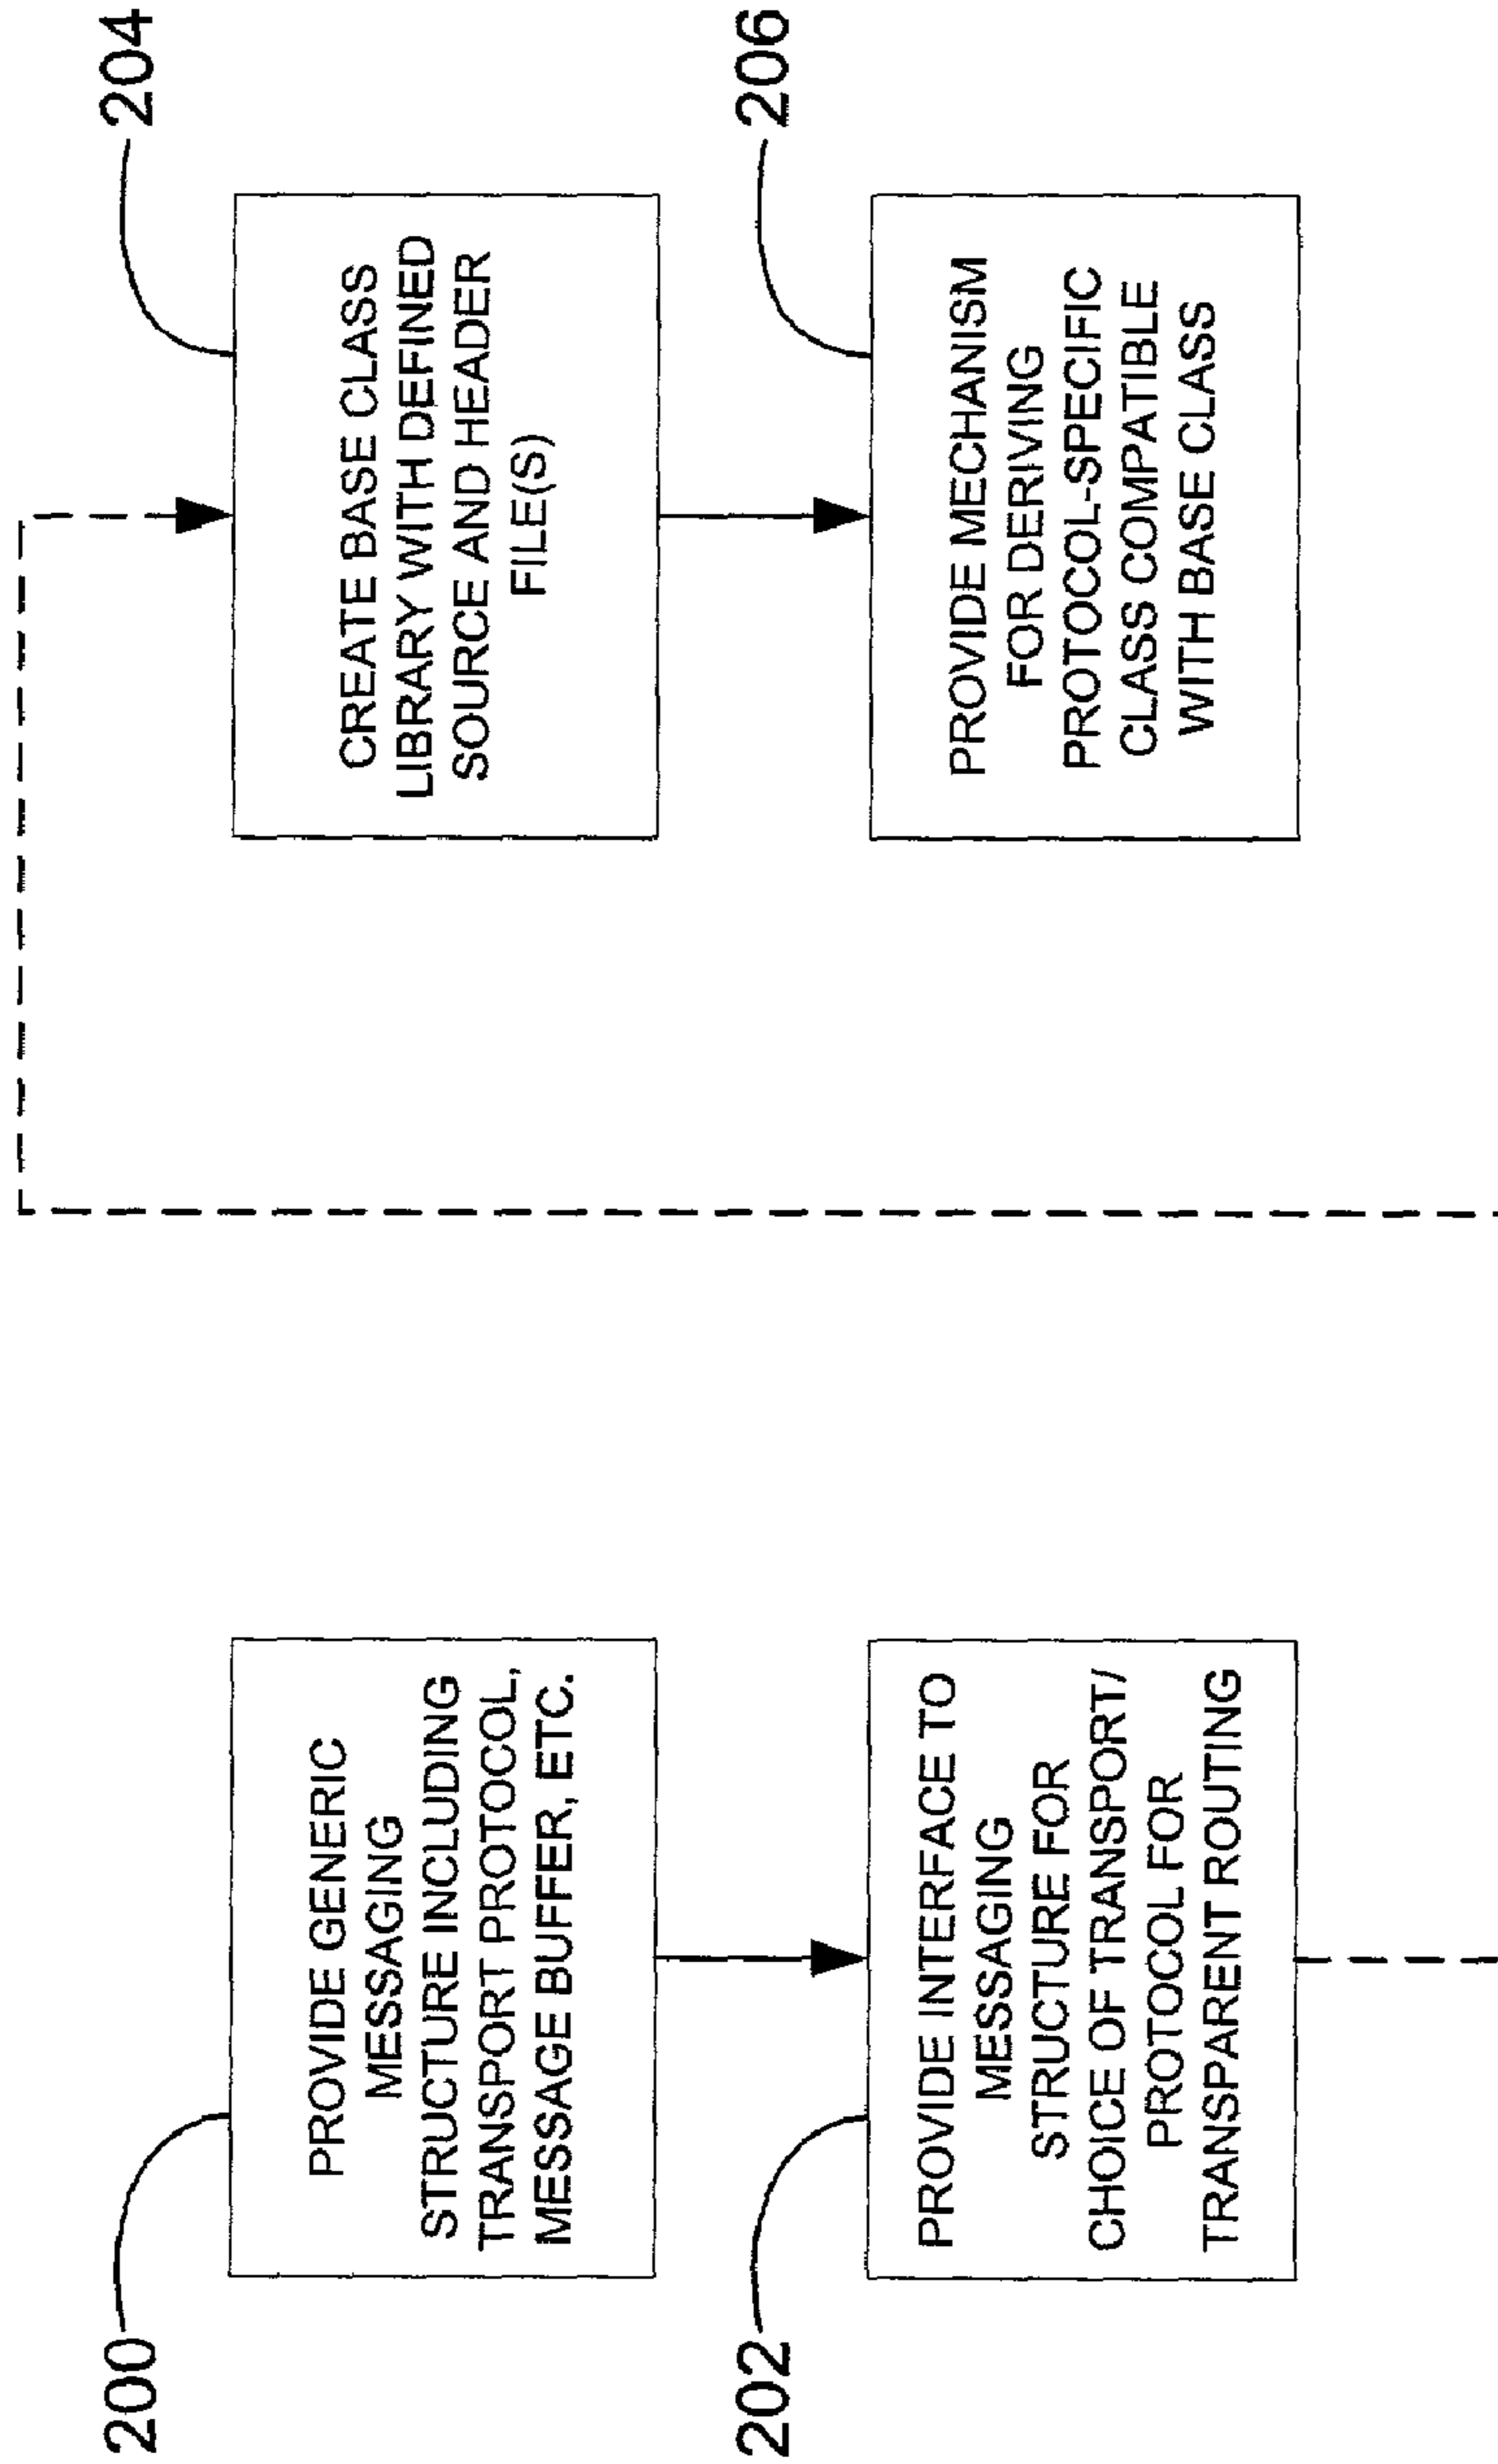 200
PROVIDE GENERIC
MESSAGING
STRUCTURE INCLUDING
TRANSPORT PROTOCOL,
MESSAGE BUFFER, ETC.
202
PROVIDE INTERFACE TO
MESSAGING
STRUCTURE FOR
CHOICE OF TRANSPORT/
PROTOCOL FOR
TRANSPARENT ROUTING
204
CREATE BASE CLASS
LIBRARY WITH DEFINED
SOURCE AND HEADER
FILE(S)
206
PROVIDE MECHANISM
FOR DERIVING
PROTOCOL-SPECIFIC
CLASS COMPATIBLE
WITH BASE CLASS